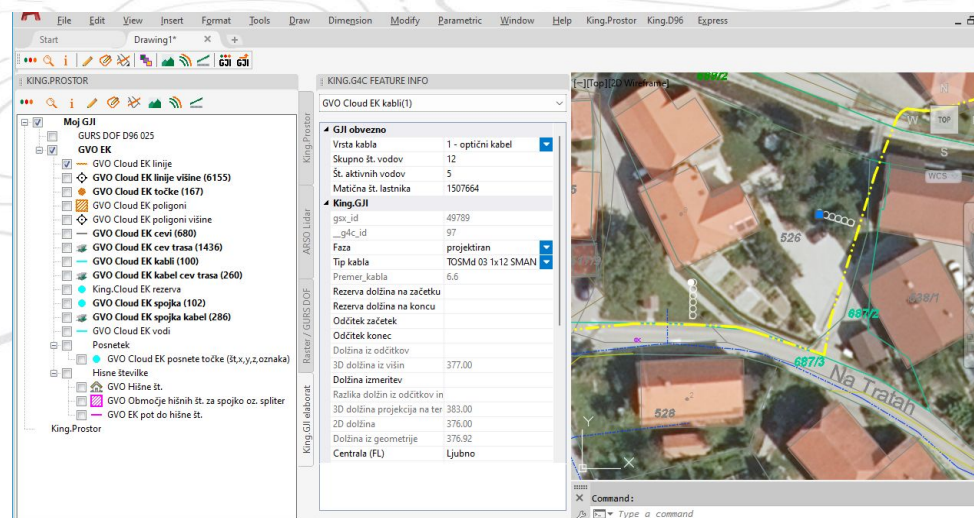 File Edit View Insert Format Tools Draw Dimension Modify Parametric Window Help King.Prostor King.D96 Express
Start Drawing1*
GJI GJI
KING.PROSTOR
Moj GJI
GURS DOF D96 025
GVO EK
GVO Cloud EK linije
GVO Cloud EK linije višine (6155)
GVO Cloud EK točke (167)
GVO Cloud EK poligoni
GVO Cloud EK poligoni višine
GVO Cloud EK cevi (680)
GVO Cloud EK cev trasa (1436)
GVO Cloud EK kabli (100)
GVO Cloud EK kabel cev trasa (260)
King.Cloud EK rezerva
GVO Cloud EK spojka (102)
GVO Cloud EK spojka kabel (286)
GVO Cloud EK vodi
Posnetek
GVO Cloud EK posnete točke (št,x,y,z,oznaka)
Hisne številke
GVO Hišne št.
GVO Območje hišnih št. za spojko oz. spliter
GVO EK pot do hišne št.
King.Prostor
King.Prostor
ARSO Lidar
Raster / GURS DOF
King.GJI elaborat
KING.G4C FEATURE INFO
GVO Cloud EK kabli(1)
GJI obvezno
Vrsta kabla 1 - optični kabel
Skupno št. vodov 12
Št. aktivnih vodov 5
Matična št. lastnika 1507664
King.GJI
gsx_id 49789
__g4c_id 97
Faza projektiran
Tip kabla TOSMd 03 1x12 SMAN
Premer_kabla 6.6
Rezerva dolžina na začetku
Rezerva dolžina na koncu
Odčitek začetek
Odčitek konec
Dolžina iz odčitkov
3D dolžina iz višin 377.00
Dolžina izmeritev
Razlika dolžin iz odčitkov in
3D dolžina projekcija na ter 383.00
2D dolžina 376.00
Dolžina iz geometrije 376.92
Centrala (FL) Ljubno
[−][Top][2D Wireframe]
689/2
N
W TOP
S
WCS
526
538/1
687/2
687/3
Na Tratah
528
Y
X
Command:
Type a command